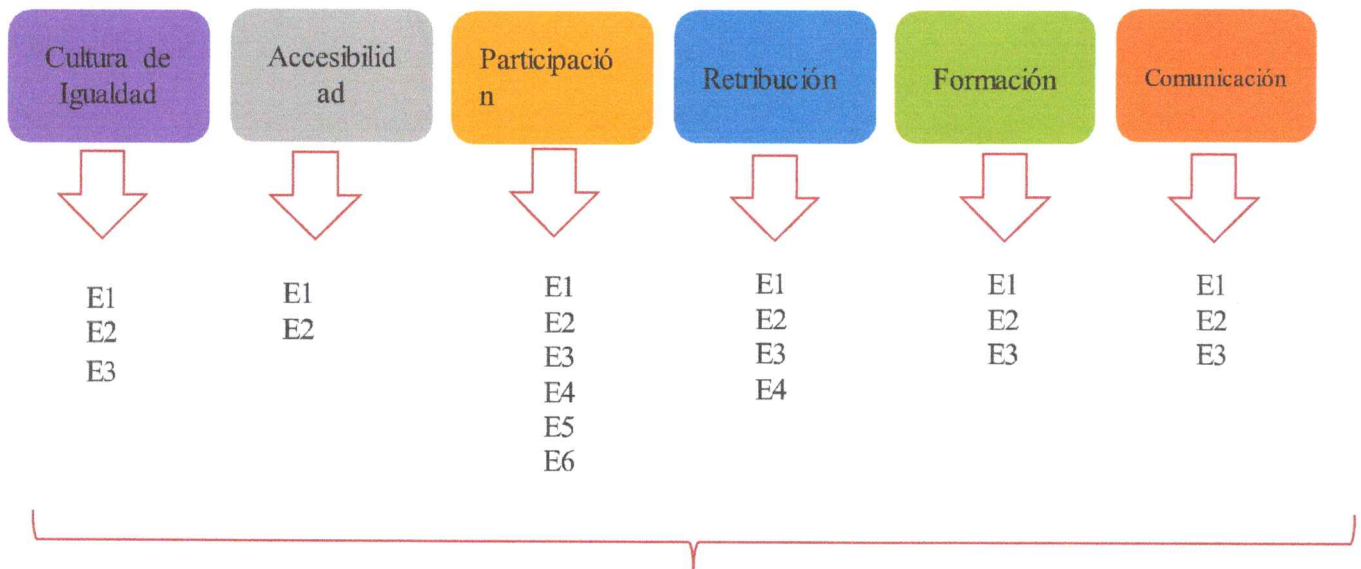 Cultura de
Igualdad
Accesibilid
ad
Participació
n
Retribución
Formación
Comunicación
E1
E2
E3
E1
E2
E1
E2
E3
E4
E5
E6
E1
E2
E3
E4
E1
E2
E3
E1
E2
E3